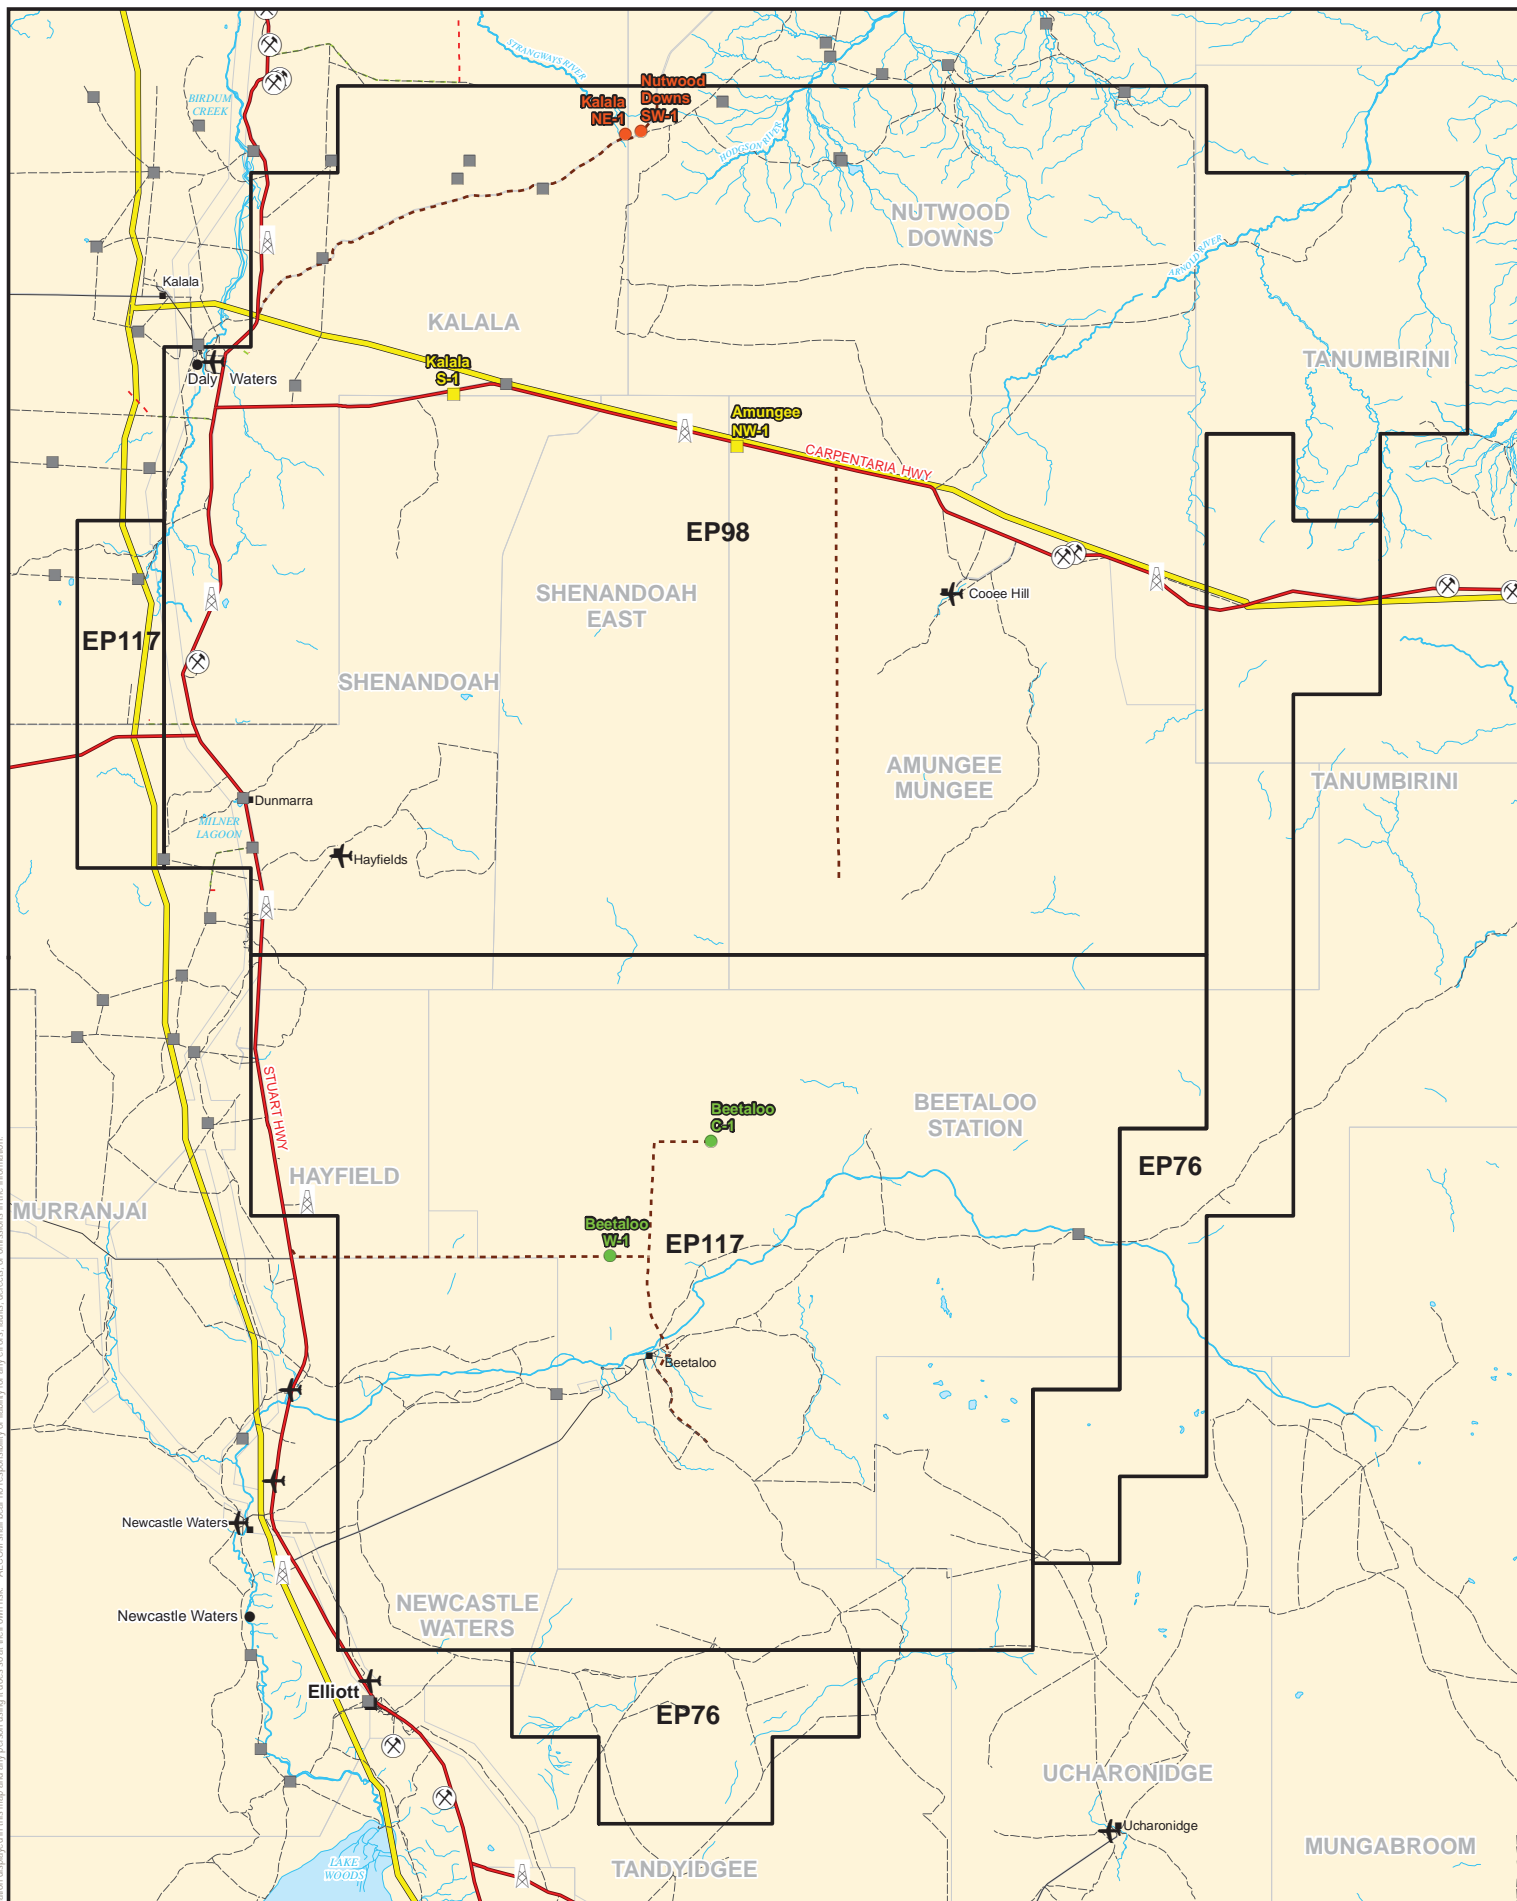 STRANGWAYS RIVER
BIRDUM
CREEK
Kalala
NE-1
Nutwood
Downs
SW-1
HODGSON RIVER
NUTWOOD
DOWNS
ARNOLD RIVER
Kalala
KALALA
Kalala
S-1
TANUMBIRINI
Daly Waters
Amungee
NW-1
CARPENTARIA HWY
EP98
SHENANDOAH
EAST
Cooee Hill
EP117
SHENANDOAH
AMUNGEE
MUNGEE
TANUMBIRINI
Dunmarra
MILNER
LAGOON
Hayfields
STUART HWY
Beetaloo
C-1
BEETALOO
STATION
HAYFIELD
EP76
MURRANJAI
Beetaloo
W-1
EP117
Beetaloo
Newcastle Waters
Newcastle Waters
NEWCASTLE
WATERS
Elliott
EP76
UCHARONIDGE
Ucharonidge
MUNGABROOM
LAKE
WOODS
TANDYIDGEE